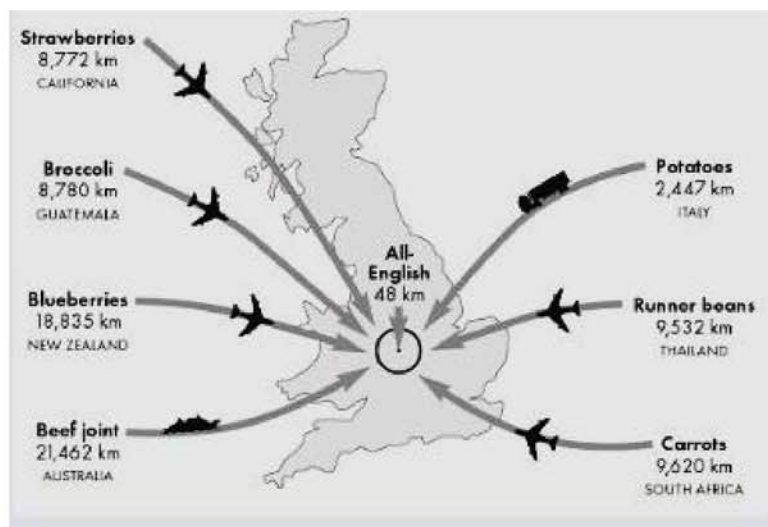 Strawberries
8,772 km
CALIFORNIA
Broccoli
8,780 km
GUATEMALA
Blueberries
18,835 km
NEW ZEALAND
Beef joint
21,462 km
AUSTRALIA
All-
English
48 km
Potatoes
2,447 km
ITALY
Runner beans
9,532 km
THAILAND
Carrots
9,620 km
SOUTH AFRICA